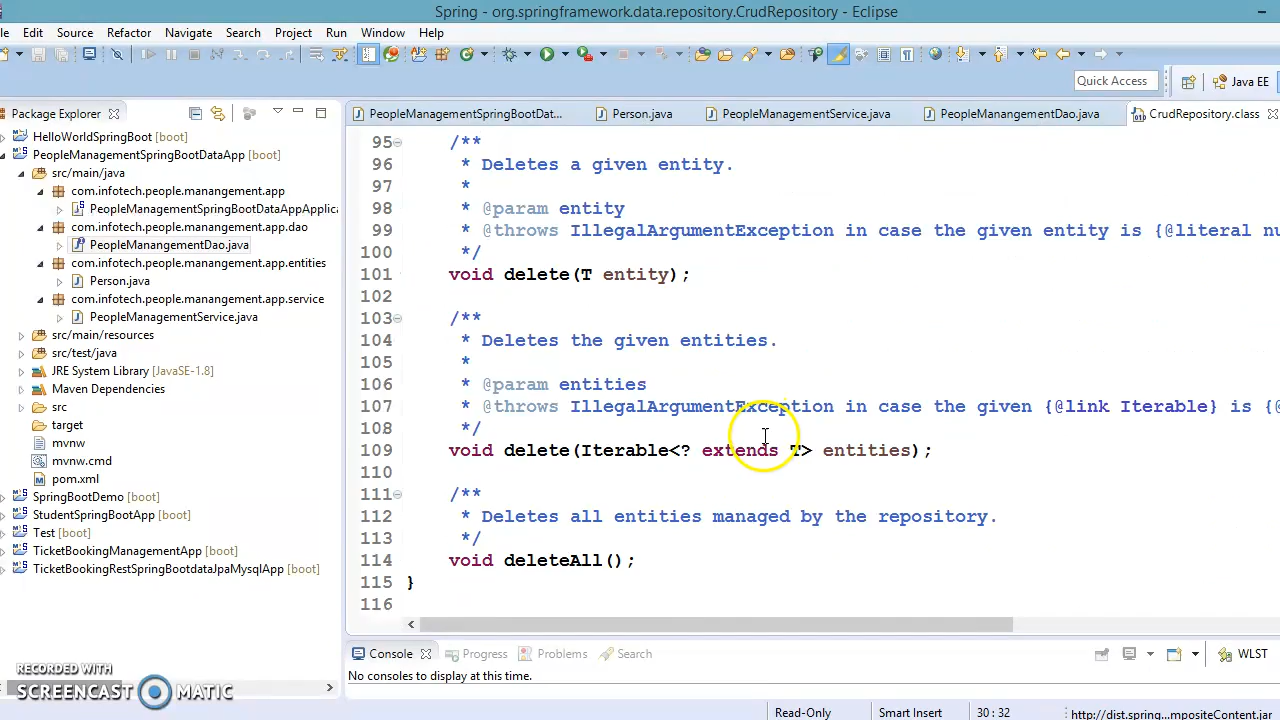 Spring - org.springframework.data.repository.CrudRepository - Eclipse
Edit Source Refactor Navigate Search Project Run Window Help
Quick Access Java EE
Package Explorer
PeopleManagementSpringBootDat... Person.java PeopleManagementService.java PeopleManangementDao.java CrudRepository.class
HelloWorldSpringBoot [boot]
PeopleManagementSpringBootDataApp [boot]
src/main/java
com.infotech.people.manangement.app
PeopleManagementSpringBootDataAppApplica
com.infotech.people.manangement.app.dao
PeopleManangementDao.java
com.infotech.people.manangement.app.entities
Person.java
com.infotech.people.manangement.app.service
PeopleManagementService.java
src/main/resources
src/test/java
JRE System Library [JavaSE-1.8]
Maven Dependencies
src
target
mvnw
mvnw.cmd
pom.xml
SpringBootDemo [boot]
StudentSpringBootApp [boot]
Test [boot]
TicketBookingManagementApp [boot]
TicketBookingRestSpringBootdataJpaMysqlApp [boot]
95 /**
96 * Deletes a given entity.
97 *
98 * @param entity
99 * @throws IllegalArgumentException in case the given entity is {@literal nu
100 */
101 void delete(T entity);
102
103 /**
104 * Deletes the given entities.
105 *
106 * @param entities
107 * @throws IllegalArgumentException in case the given {@link Iterable} is {@
108 */
109 void delete(Iterable<? extends T> entities);
110
111 /**
112 * Deletes all entities managed by the repository.
113 */
114 void deleteAll();
115 }
116
Console Progress Problems Search WLST
No consoles to display at this time.
RECORDED WITH
SCREENCAST MATIC
Read-Only Smart Insert 30 : 32 http://dist.spring...mpositeContent.jar